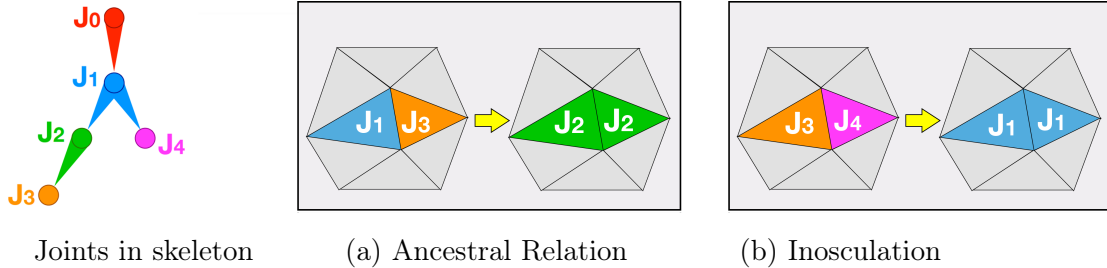 J0
J1
J2
J4
J3
J1 J3
J2 J2
J3 J4
J1 J1
Joints in skeleton
(a) Ancestral Relation
(b) Inosculation